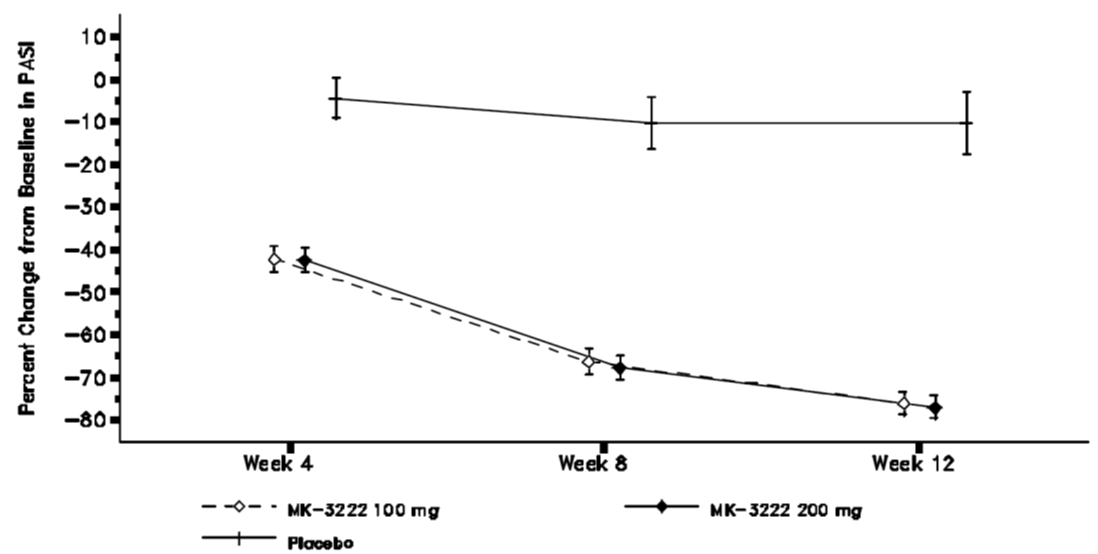 Percent Change from Baseline in PASI
10
0
−10
−20
−30
−40
−50
−60
−70
−80
Week 4 Week 8 Week 12
MK−3222 100 mg MK−3222 200 mg
Placebo